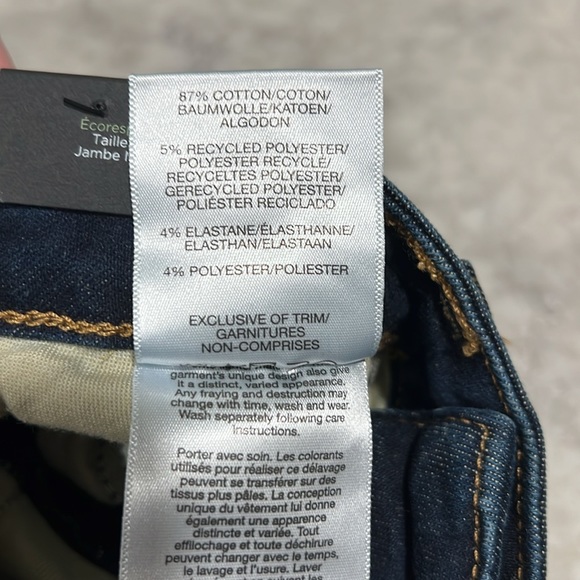 Écoresp
Taille
Jambe
87% COTTON/COTON/
BAUMWOLLE/KATOEN/
ALGODON
5% RECYCLED POLYESTER/
POLYESTER RECYCLÉ/
RECYCELTES POLYESTER/
GERECYCLED POLYESTER/
POLIÉSTER RECICLADO
4% ELASTANE/ÉLASTHANNE/
ELASTHAN/ELASTAAN
4% POLYESTER/POLIESTER
EXCLUSIVE OF TRIM/
GARNITURES
NON-COMPRISES
garment's unique design also give
it a distinct, varied appearance.
Any fraying and destruction may
change with time, wash and wear.
Wash separately following care
instructions.
Porter avec soin. Les colorants
utilisés pour réaliser ce délavage
peuvent se transférer sur des
tissus plus pâles. La conception
unique du vêtement lui donne
également une apparence
distincte et variée. Tout
effilochage et toute déchirure
peuvent changer avec le temps,
le lavage et l'usure. Laver